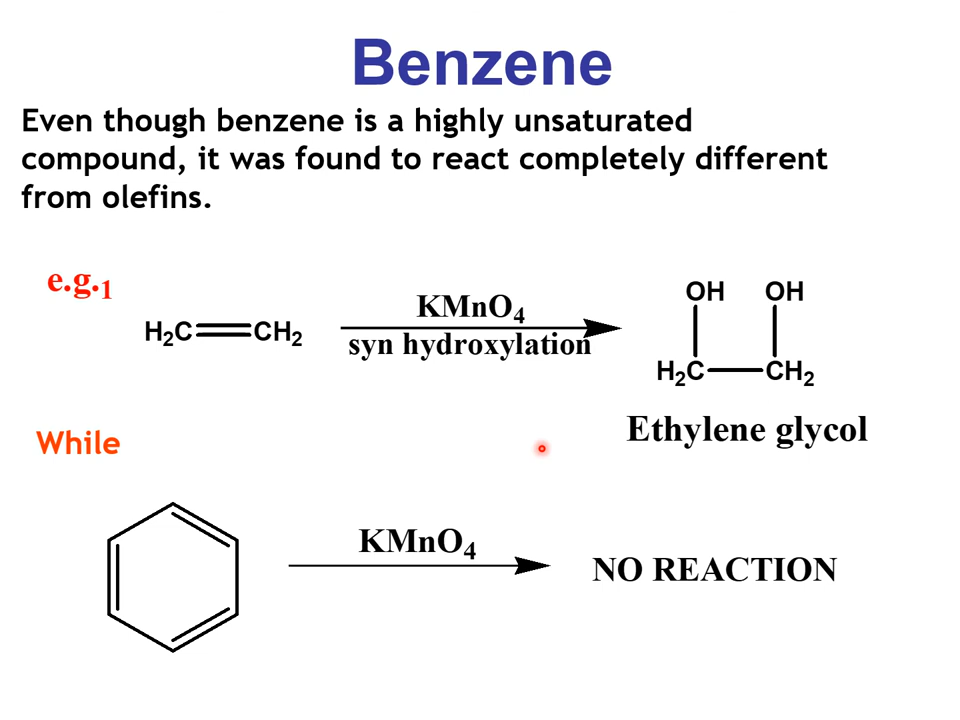 Benzene
Even though benzene is a highly unsaturated
compound, it was found to react completely different
from olefins.
e.g.₁
OH OH
KMnO₄
H₂C CH₂
syn hydroxylation
H₂C CH₂
Ethylene glycol
While
KMnO₄
NO REACTION